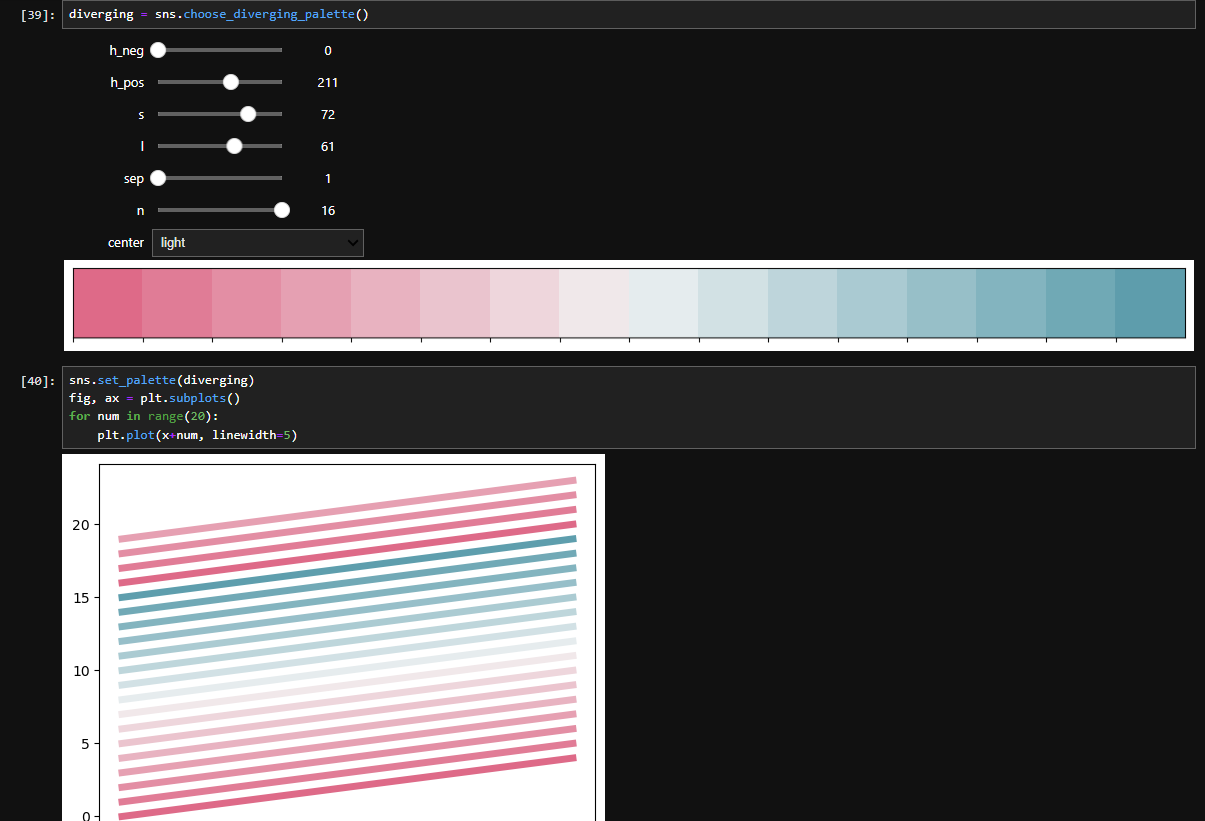 [39]: diverging = sns.choose_diverging_palette()
h_neg 0
h_pos 211
s 72
l 61
sep 1
n 16
center light
[40]: sns.set_palette(diverging)
fig, ax = plt.subplots()
for num in range(20):
    plt.plot(x+num, linewidth=5)
20
15
10
5
0